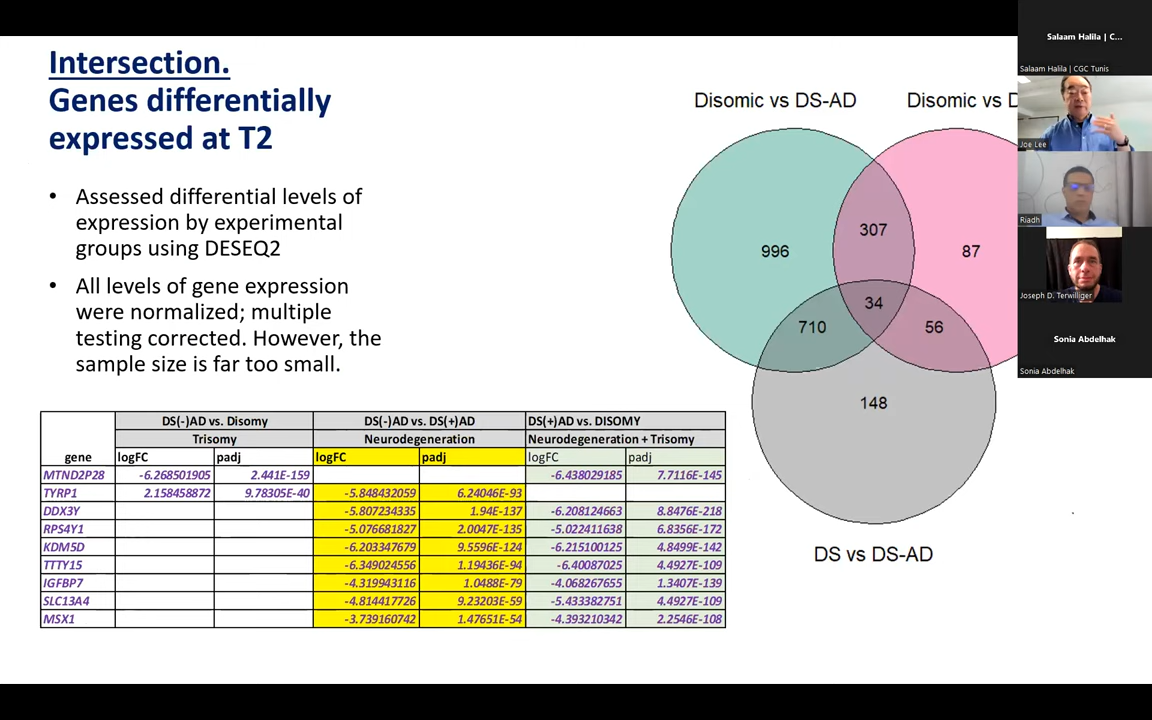 Intersection.
Genes differentially
expressed at T2
• Assessed differential levels of
expression by experimental
groups using DESEQ2
• All levels of gene expression
were normalized; multiple
testing corrected. However, the
sample size is far too small.
Disomic vs DS-AD
Disomic vs D
996
307
87
34
710
56
148
DS vs DS-AD
DS(-)AD vs. Disomy DS(-)AD vs. DS(+)AD DS(+)AD vs DISOMY
Trisomy Neurodegeneration Neurodegeneration + Trisomy
gene logFC padj logFC padj logFC padj
MTND2P28 -6.268501905 2.441E-159 -6.438029185 7.7116E-145
TYRP1 2.158458872 9.78305E-40 -5.848432059 6.24046E-93
DDX3Y -5.807234335 1.94E-137 -6.208124663 8.8476E-218
RPS4Y1 -5.076681827 2.0047E-135 -5.022411638 6.8356E-172
KDM5D -6.203347679 9.5596E-124 -6.215100125 4.8499E-142
TTTY15 -6.349024556 1.19436E-94 -6.40087025 4.4927E-109
IGFBP7 -4.319943116 1.0488E-79 -4.068267655 1.3407E-139
SLC13A4 -4.814417726 9.23203E-59 -5.433382751 4.4927E-109
MSX1 -3.739160742 1.47651E-54 -4.393210342 2.2546E-108
Salaam Halila | C...
Salaam Halila | CGC Tunis
Joe Lee
Riadh
Joseph D. Terwilliger
Sonia Abdelhak
Sonia Abdelhak